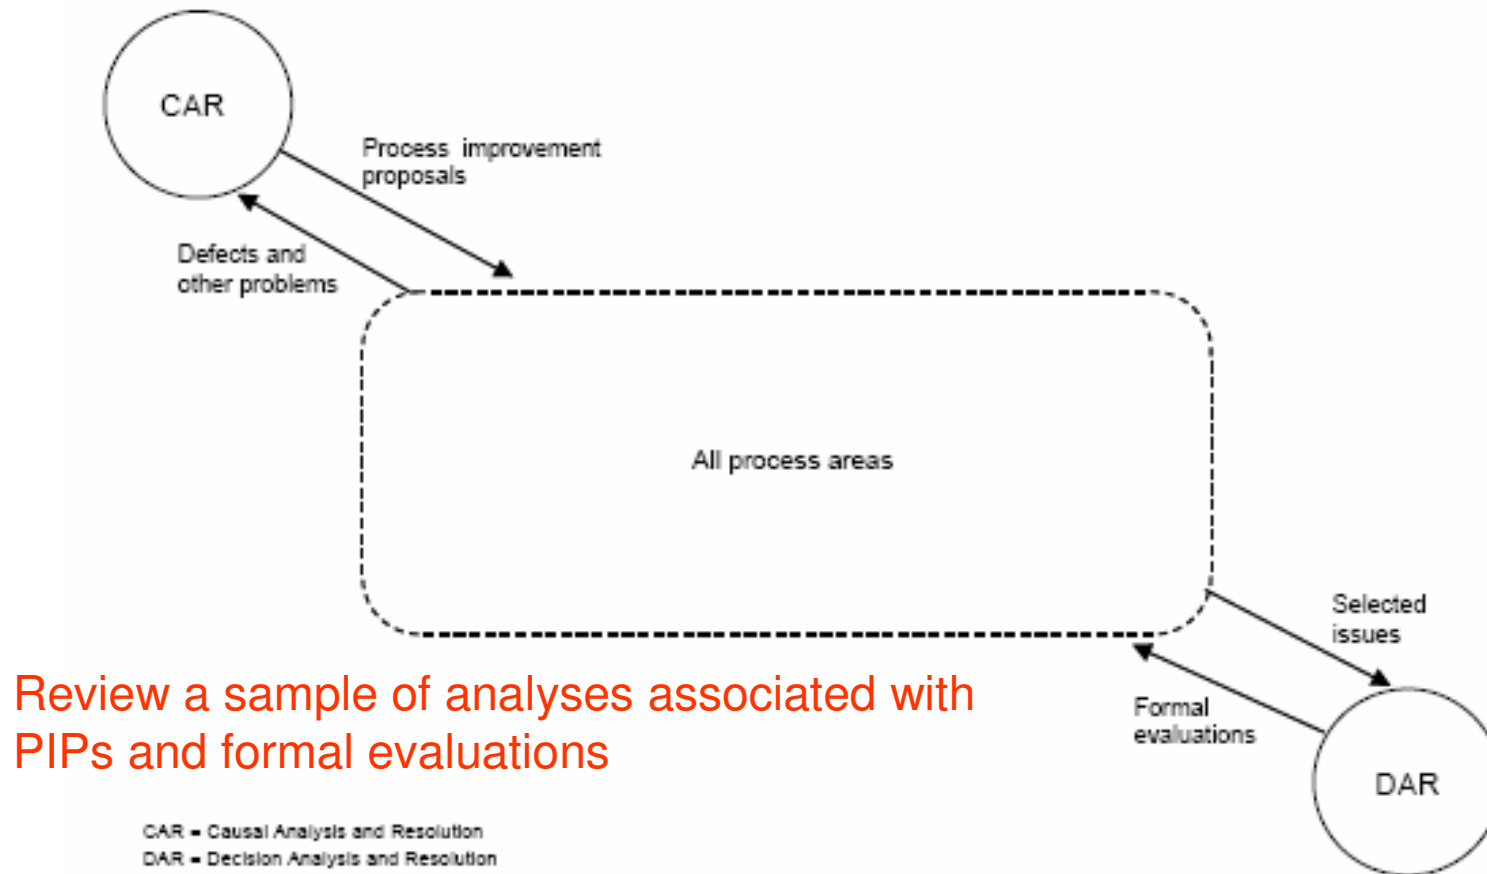 CAR
Process improvement
proposals
Defects and
other problems
All process areas
Selected
issues
Formal
evaluations
DAR
Review a sample of analyses associated with
PIPs and formal evaluations
CAR = Causal Analysis and Resolution
DAR = Decision Analysis and Resolution